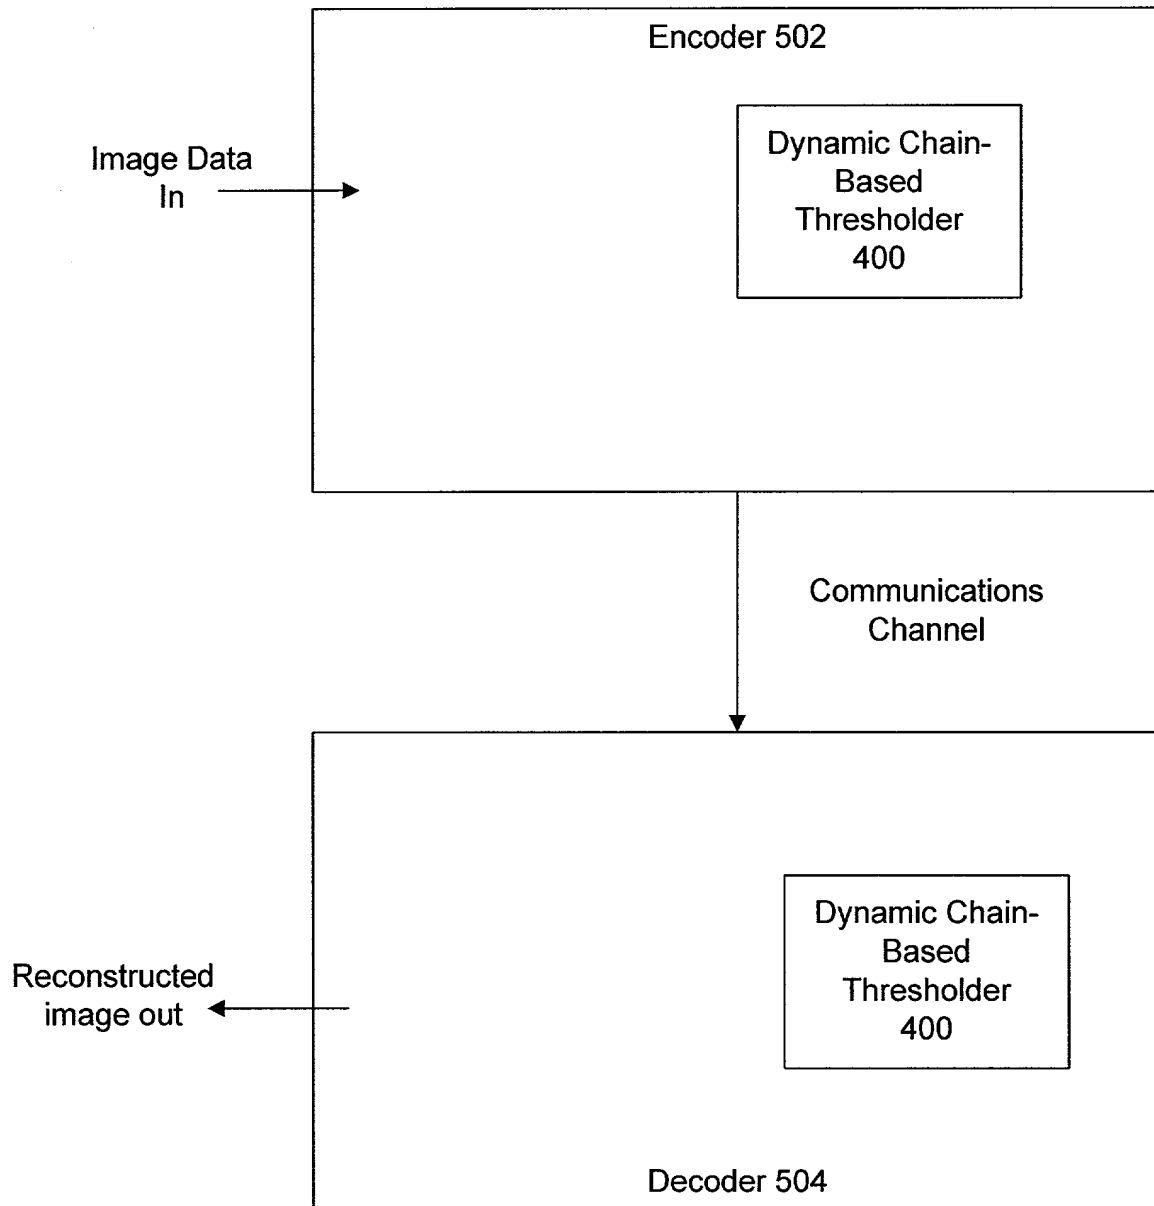 Encoder 502
Image Data
In
Dynamic Chain-
Based
Thresholder
400
Communications
Channel
Dynamic Chain-
Based
Thresholder
400
Reconstructed
image out
Decoder 504